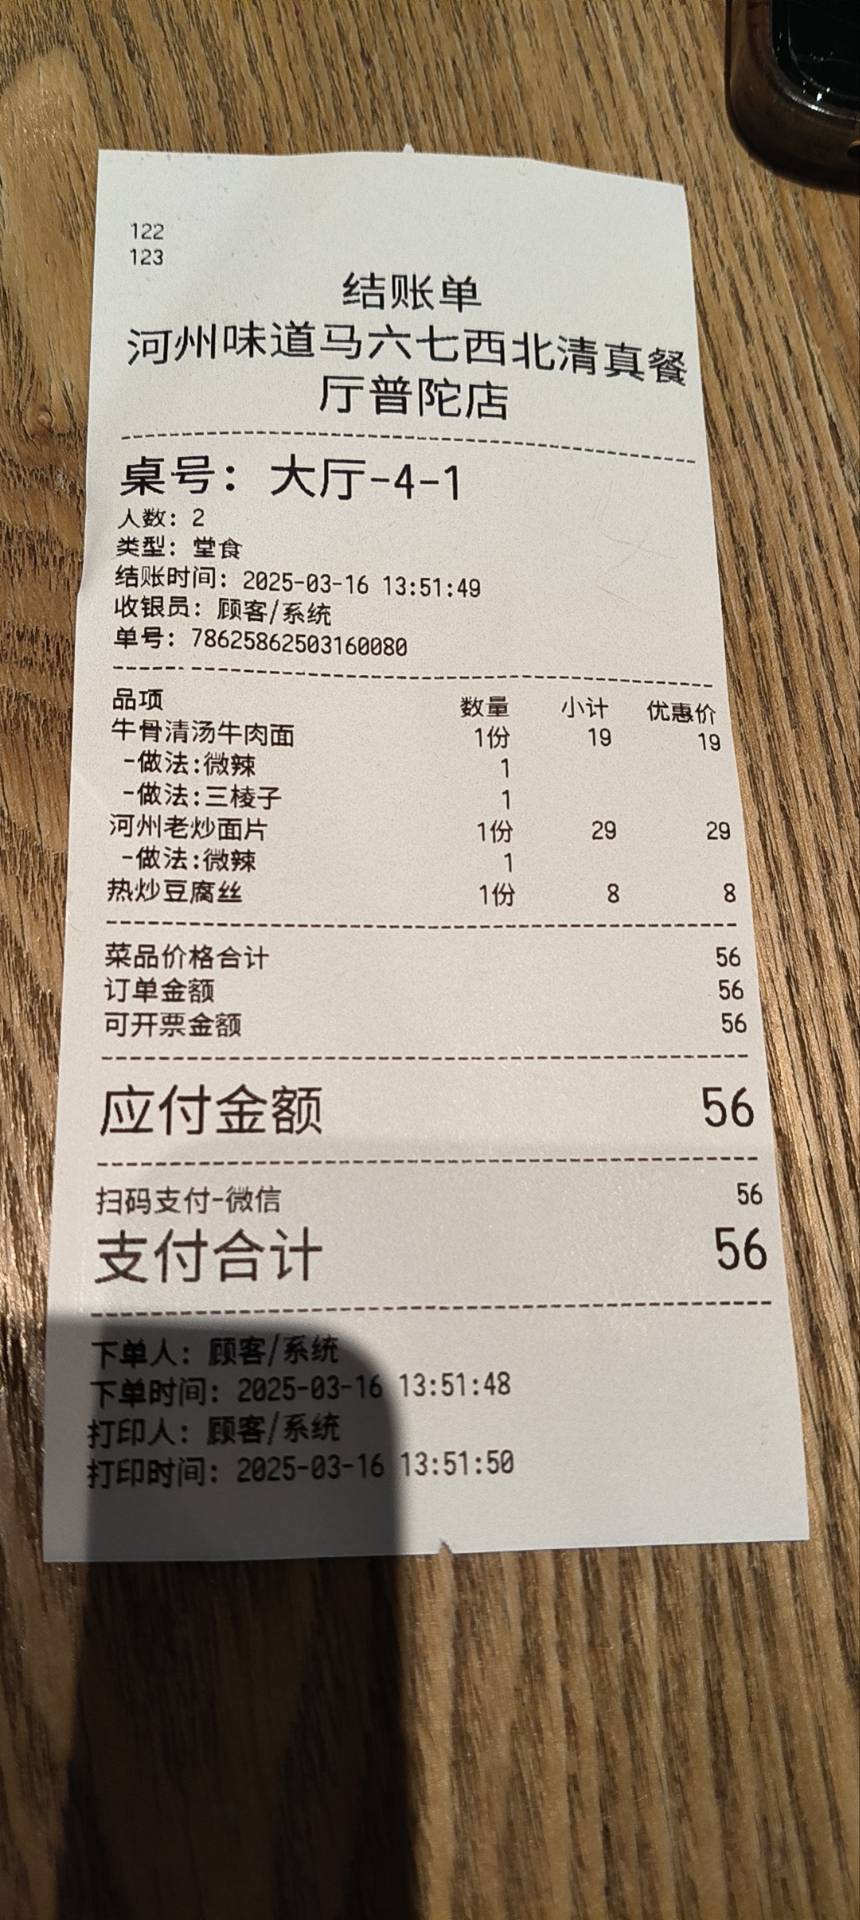 122
123
结账单
河州味道马六七西北清真餐
厅普陀店
桌号：大厅-4-1
人数：2
类型：堂食
结账时间：2025-03-16 13:51:49
收银员：顾客/系统
单号：78625862503160080
品项 数量 小计 优惠价
牛骨清汤牛肉面 1份 19 19
-做法:微辣 1
-做法:三棱子 1
河州老炒面片 1份 29 29
-做法:微辣 1
热炒豆腐丝 1份 8 8
菜品价格合计 56
订单金额 56
可开票金额 56
应付金额 56
扫码支付-微信 56
支付合计 56
下单人：顾客/系统
下单时间：2025-03-16 13:51:48
打印人：顾客/系统
打印时间：2025-03-16 13:51:50